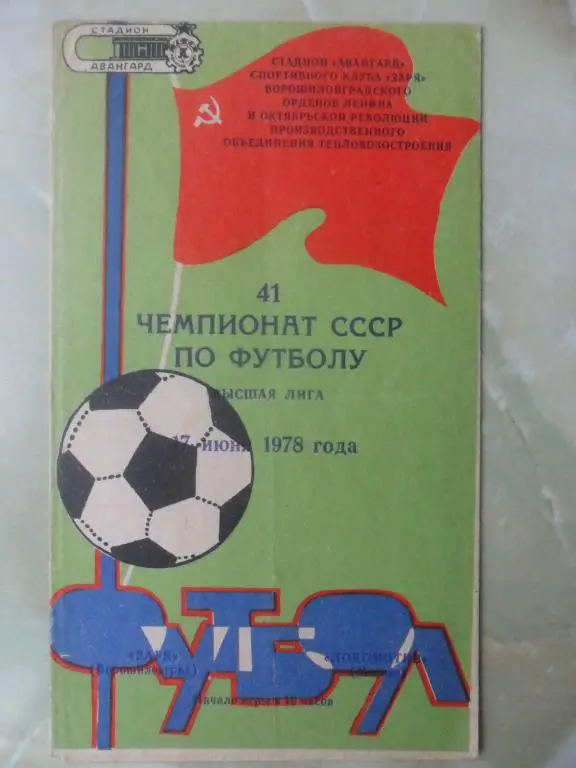 СТАДИОН
АВАНГАРД
СТАДИОН «АВАНГАРД»
СПОРТИВНОГО КЛУБА «ЗАРЯ»
ВОРОШИЛОВГРАДСКОГО
ОРДЕНОВ ЛЕНИНА
И ОКТЯБРЬСКОЙ РЕВОЛЮЦИИ
ПРОИЗВОДСТВЕННОГО
ОБЪЕДИНЕНИЯ ТЕПЛОВОЗОСТРОЕНИЯ
41
ЧЕМПИОНАТ СССР
ПО ФУТБОЛУ
ВЫСШАЯ ЛИГА
17 июня 1978 года
ФУТБОЛ
«ЗАРЯ» «ЛОКОМОТИВ»
(Ворошиловград)
Начало игры в 18 часов